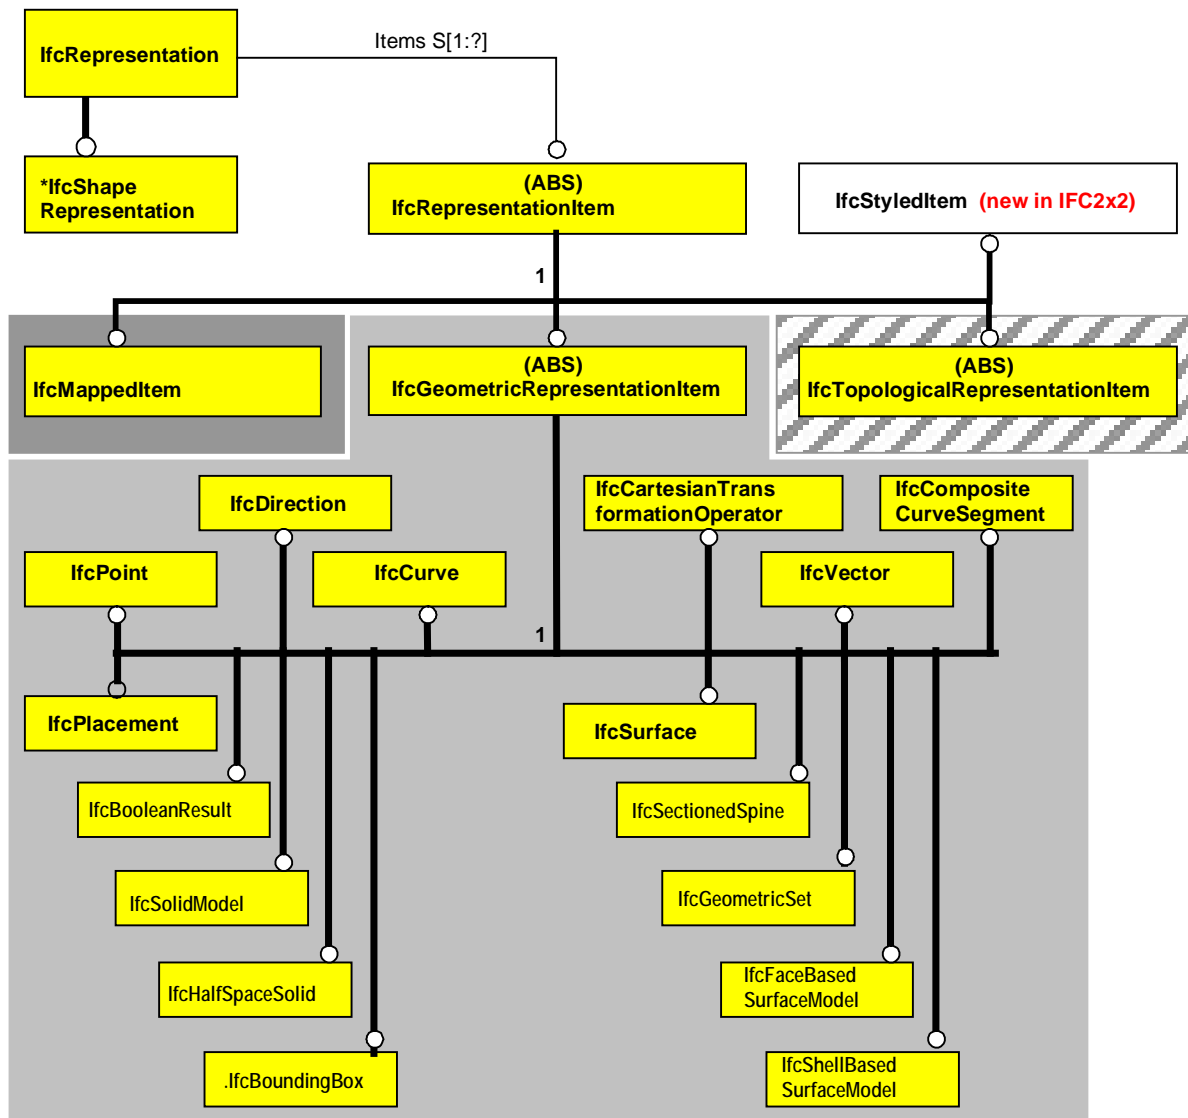 Items S[1:?]
IfcRepresentation
*IfcShape
Representation
(ABS)
IfcRepresentationItem
IfcStyledItem (new in IFC2x2)
1
IfcMappedItem
(ABS)
IfcGeometricRepresentationItem
(ABS)
IfcTopologicalRepresentationItem
IfcDirection
IfcCartesianTrans
formationOperator
IfcComposite
CurveSegment
IfcPoint
IfcCurve
IfcVector
1
IfcPlacement
IfcSurface
IfcBooleanResult
IfcSectionedSpine
IfcSolidModel
IfcGeometricSet
IfcHalfSpaceSolid
IfcFaceBased
SurfaceModel
.IfcBoundingBox
IfcShellBased
SurfaceModel